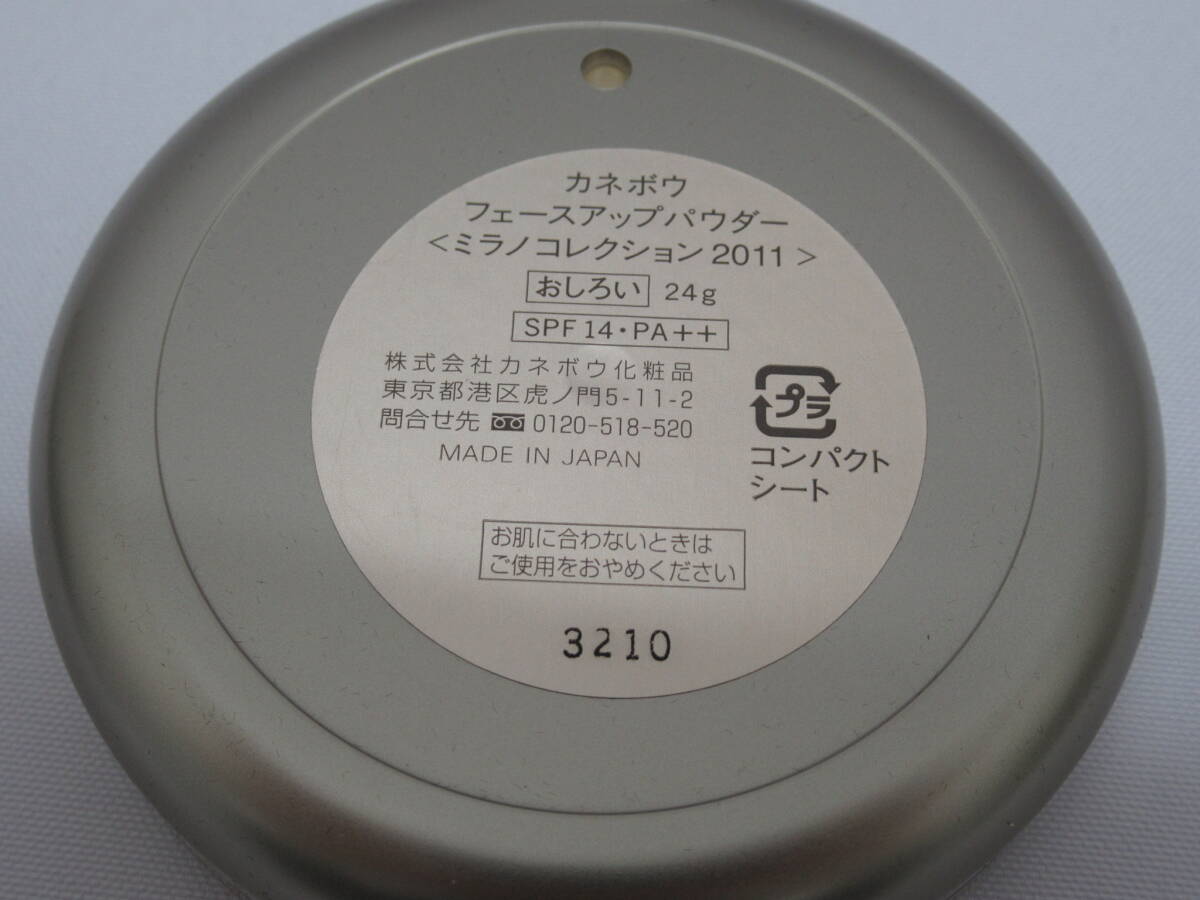 カネボウ
フェースアップパウダー
<ミラノコレクション 2011>
おしろい 24g
SPF 14・PA++
株式会社カネボウ化粧品
東京都港区虎ノ門5-11-2
問合せ先 0120-518-520
MADE IN JAPAN
プラ
コンパクト
シート
お肌に合わないときは
ご使用をおやめください
3210